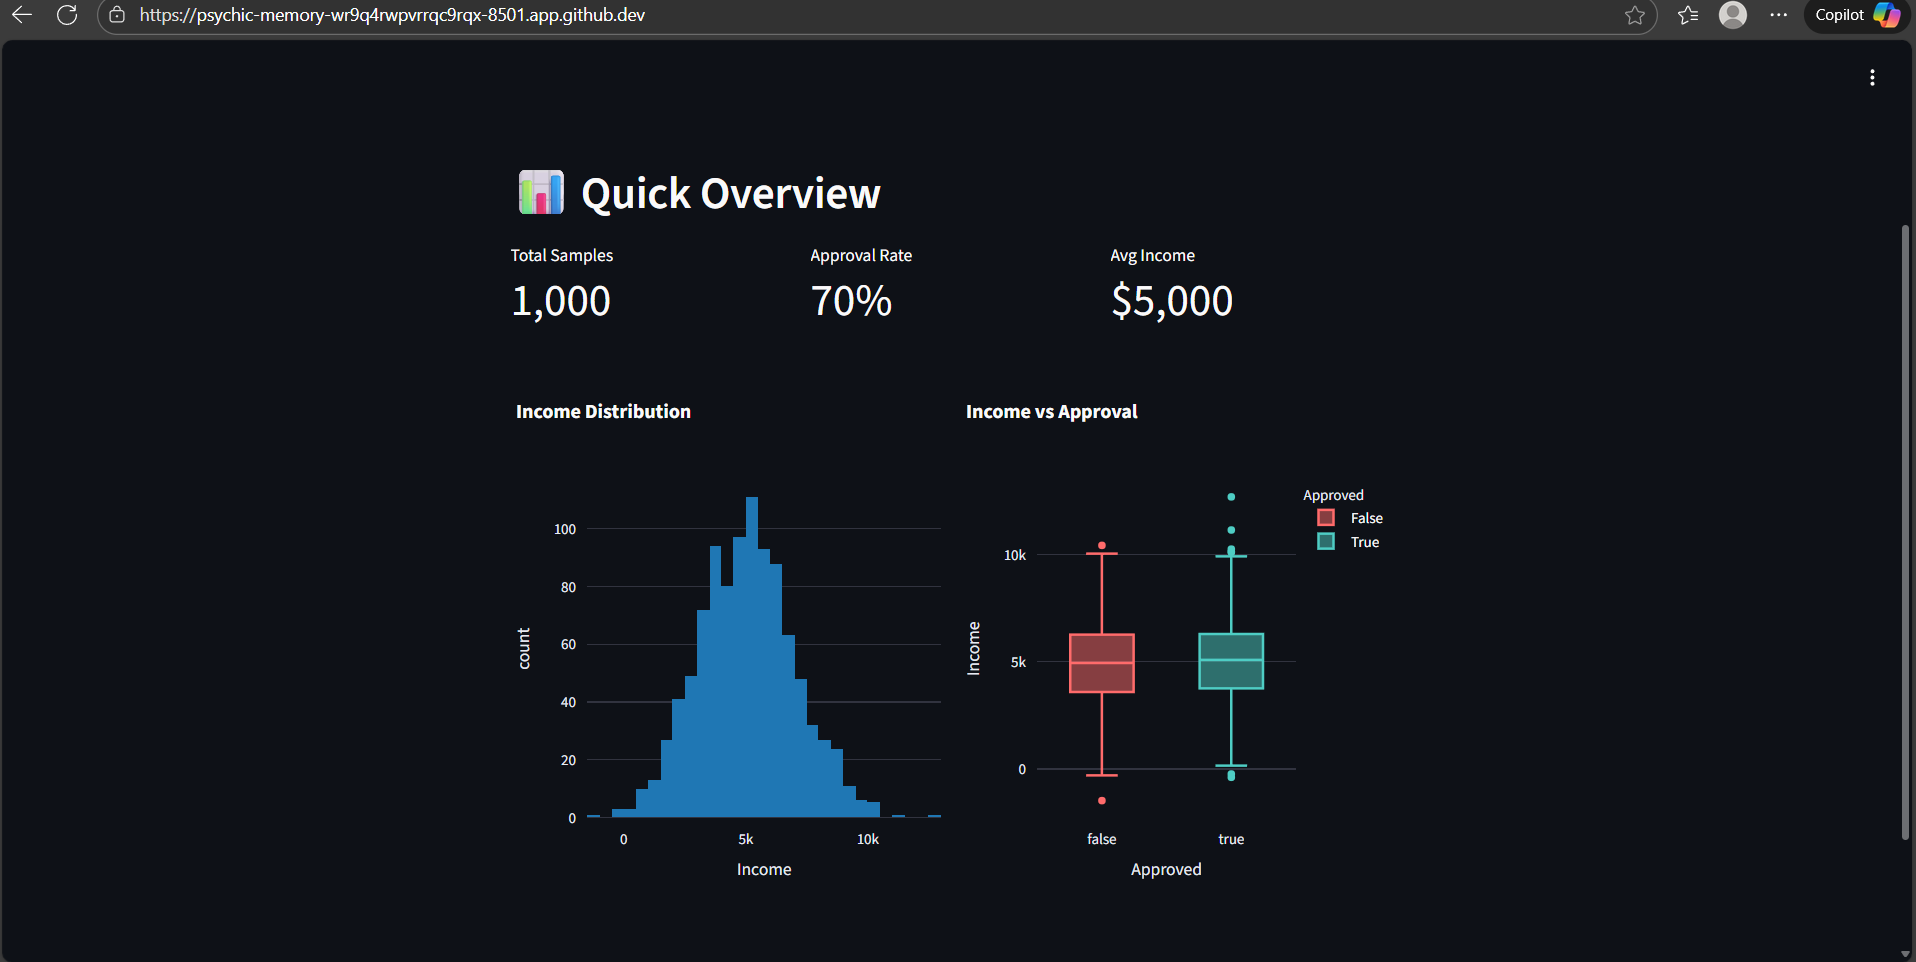 https://psychic-memory-wr9q4rwpvrrqc9rqx-8501.app.github.dev
Copilot
Quick Overview
Total Samples
Approval Rate
Avg Income
1,000
70%
$5,000
Income Distribution
Income vs Approval
100
80
60
40
20
0
count
0
5k
10k
Income
10k
5k
0
Income
false
true
Approved
Approved
False
True